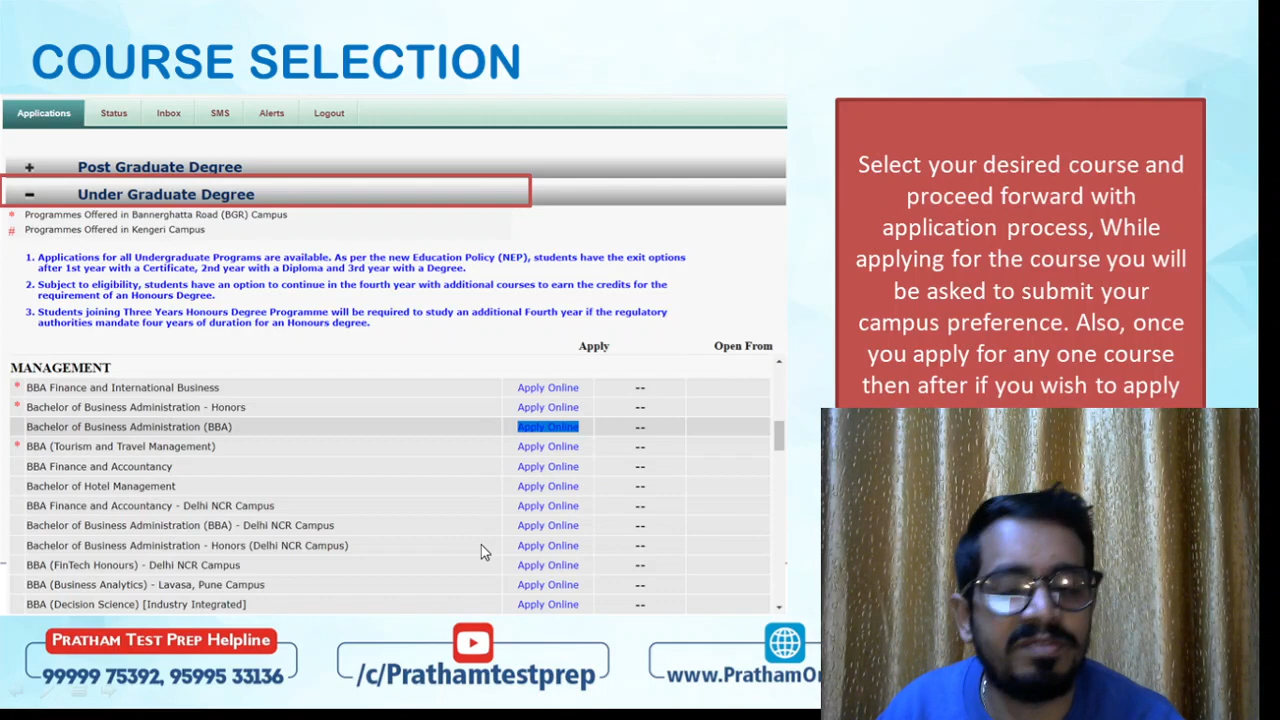 COURSE SELECTION
Applications Status Inbox SMS Alerts Logout
+ Post Graduate Degree
- Under Graduate Degree
* Programmes Offered in Bannerghatta Road (BGR) Campus
# Programmes Offered in Kengeri Campus
1. Applications for all Undergraduate Programs are available. As per the new Education Policy (NEP), students have the exit options
after 1st year with a Certificate, 2nd year with a Diploma and 3rd year with a Degree.
2. Subject to eligibility, students have an option to continue in the fourth year with additional courses to earn the credits for the
requirement of an Honours Degree.
3. Students joining Three Years Honours Degree Programme will be required to study an additional Fourth year if the regulatory
authorities mandate four years of duration for an Honours degree.
Apply Open From
MANAGEMENT
* BBA Finance and International Business Apply Online --
* Bachelor of Business Administration - Honors Apply Online --
Bachelor of Business Administration (BBA) Apply Online --
* BBA (Tourism and Travel Management) Apply Online --
BBA Finance and Accountancy Apply Online --
Bachelor of Hotel Management Apply Online --
BBA Finance and Accountancy - Delhi NCR Campus Apply Online --
Bachelor of Business Administration (BBA) - Delhi NCR Campus Apply Online --
Bachelor of Business Administration - Honors (Delhi NCR Campus) Apply Online --
BBA (FinTech Honours) - Delhi NCR Campus Apply Online --
BBA (Business Analytics) - Lavasa, Pune Campus Apply Online --
BBA (Decision Science) [Industry Integrated] Apply Online --
Select your desired course and
proceed forward with
application process, While
applying for the course you will
be asked to submit your
campus preference. Also, once
you apply for any one course
then after if you wish to apply
PRATHAM TEST PREP HELPLINE
99999 75392, 95995 33136
/c/Prathamtestprep
www.PrathamO